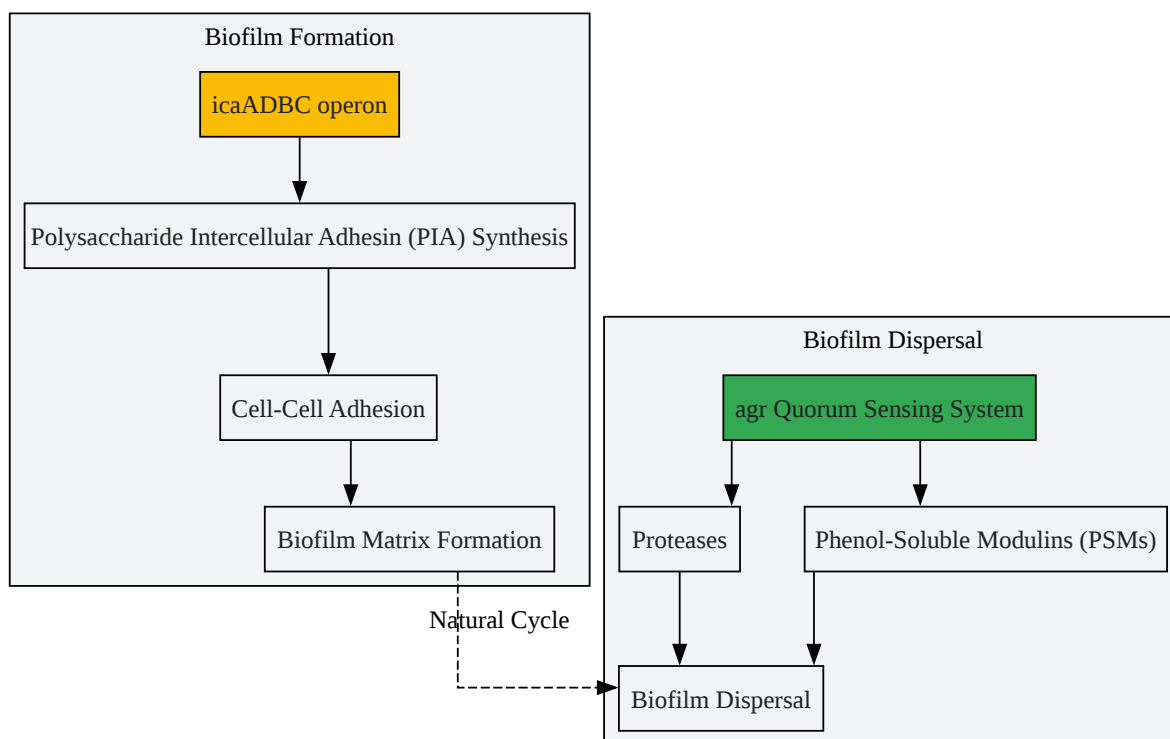 Biofilm Formation
icaADBC operon
Polysaccharide Intercellular Adhesin (PIA) Synthesis
Cell-Cell Adhesion
Biofilm Matrix Formation
Natural Cycle
Biofilm Dispersal
agr Quorum Sensing System
Proteases
Phenol-Soluble Modulins (PSMs)
Biofilm Dispersal